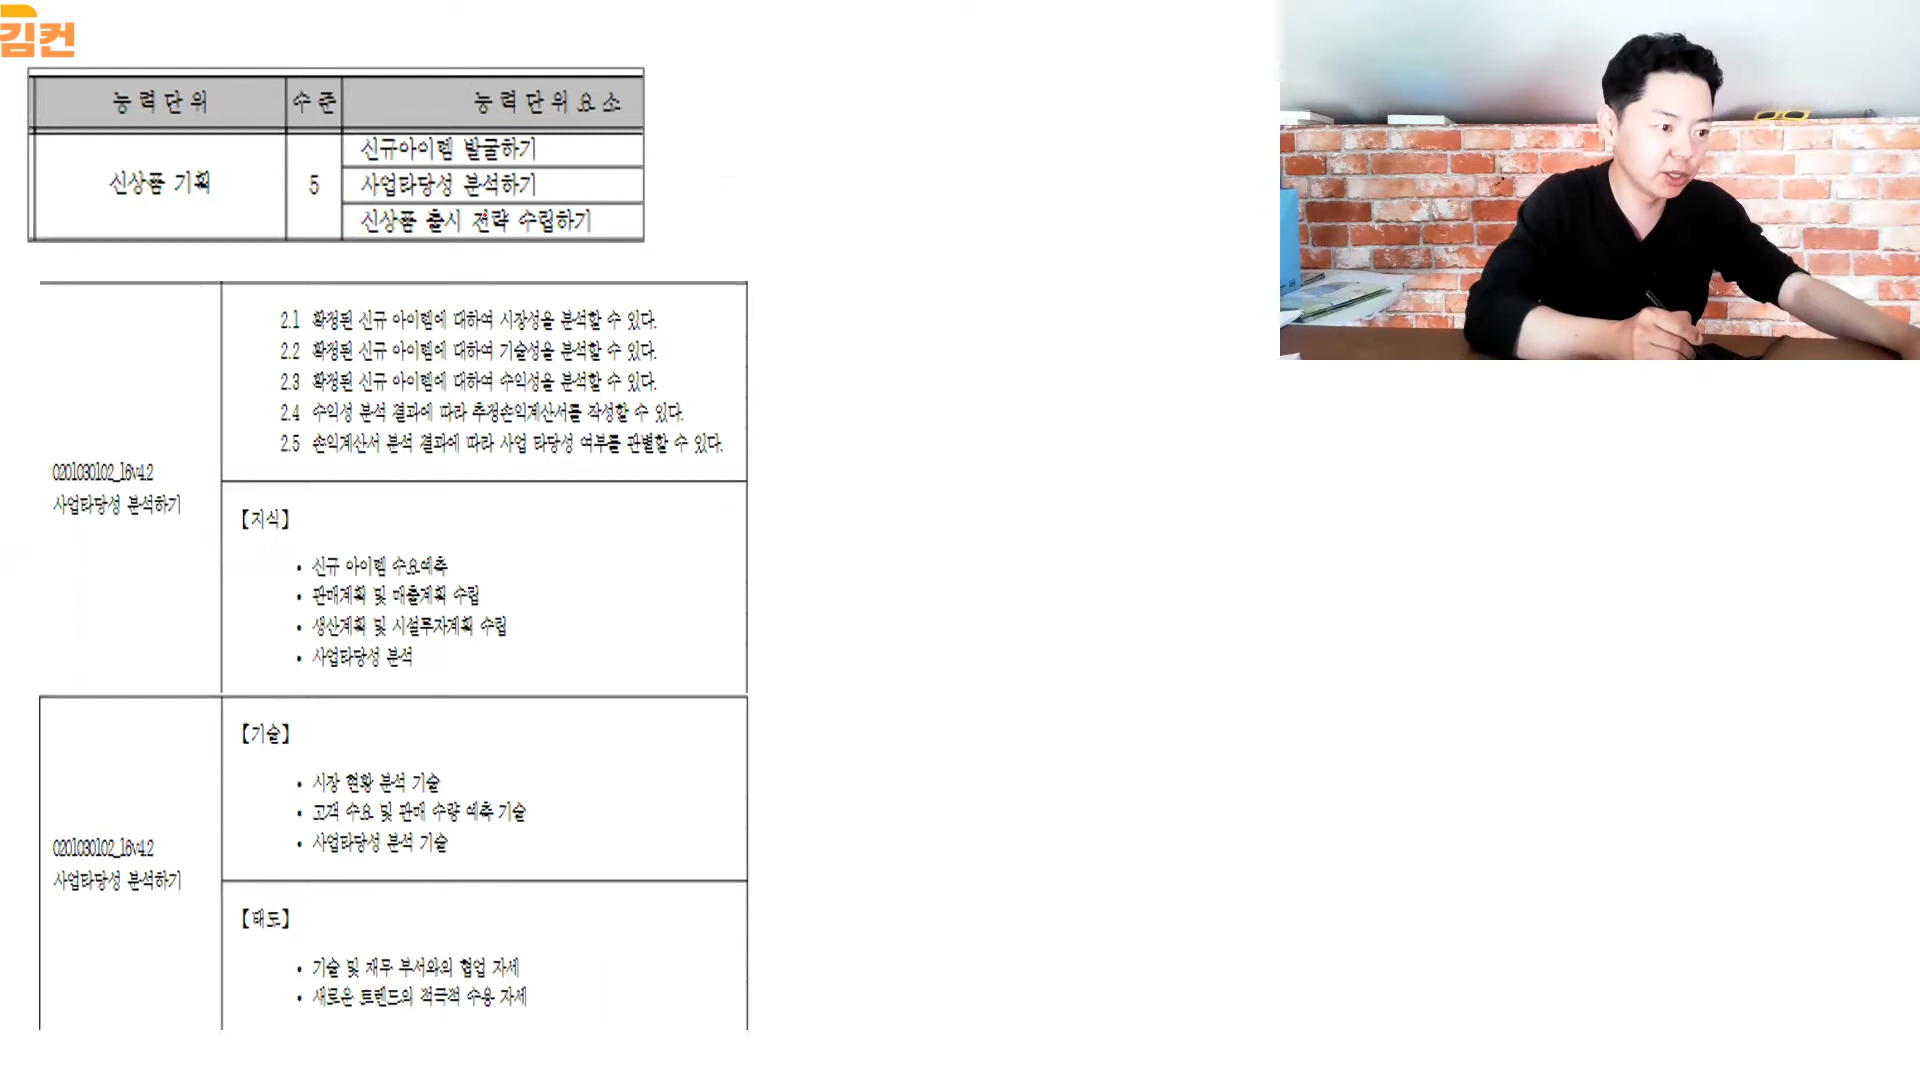 김컨
능력단위 수준 능력단위요소
신상품 기획 5
신규아이템 발굴하기
사업타당성 분석하기
신상품 출시 전략 수립하기
0201030102_16v4.2
사업타당성 분석하기
2.1 확정된 신규 아이템에 대하여 시장성을 분석할 수 있다.
2.2 확정된 신규 아이템에 대하여 기술성을 분석할 수 있다.
2.3 확정된 신규 아이템에 대하여 수익성을 분석할 수 있다.
2.4 수익성 분석 결과에 따라 추정손익계산서를 작성할 수 있다.
2.5 손익계산서 분석 결과에 따라 사업 타당성 여부를 판별할 수 있다.
【지식】
• 신규 아이템 수요예측
• 판매계획 및 매출계획 수립
• 생산계획 및 시설투자계획 수립
• 사업타당성 분석
0201030102_16v4.2
사업타당성 분석하기
【기술】
• 시장 현황 분석 기술
• 고객 수요 및 판매 수량 예측 기술
• 사업타당성 분석 기술
【태도】
• 기술 및 재무 부서와의 협업 자세
• 새로운 트렌드의 적극적 수용 자세